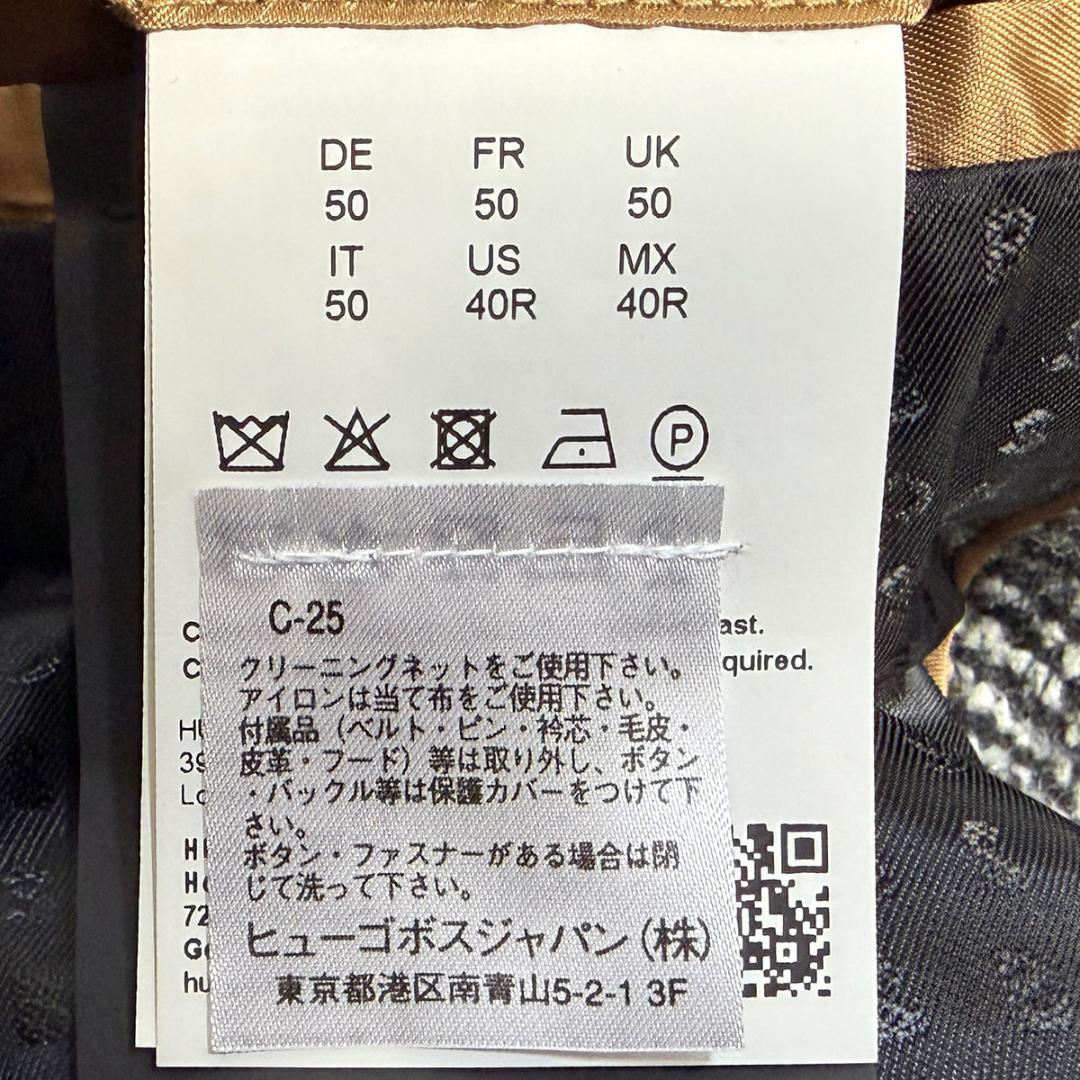 DE FR UK
50 50 50
IT US MX
50 40R 40R
P
C-25
クリーニングネットをご使用下さい。
アイロンは当て布をご使用下さい。
付属品（ベルト・ピン・衿芯・毛皮・
皮革・フード）等は取り外し、ボタン
・バックル等は保護カバーをつけて下
さい。
ボタン・ファスナーがある場合は閉
じて洗って下さい。
ヒューゴボスジャパン（株）
東京都港区南青山5-2-1 3F